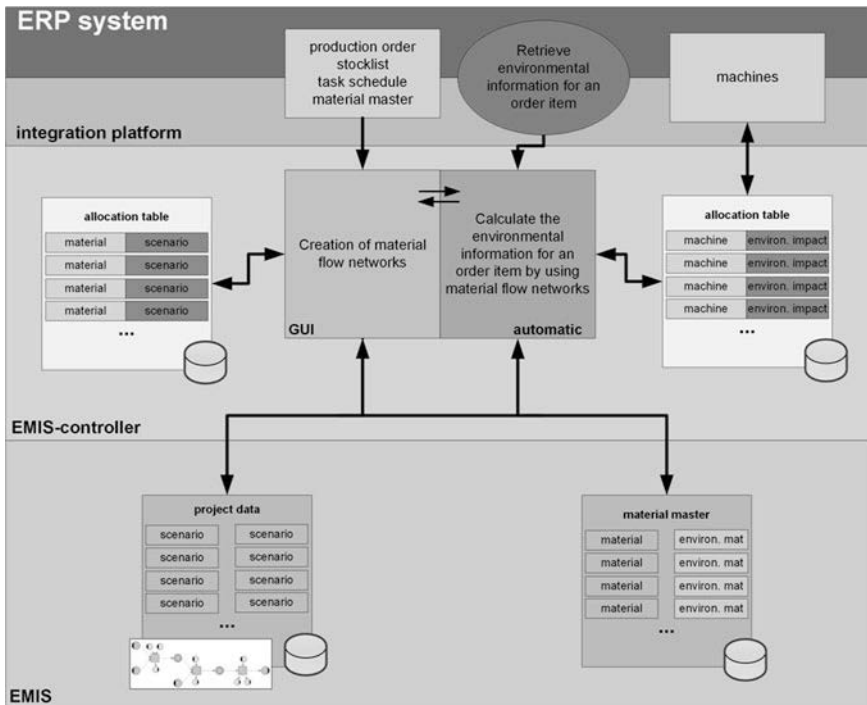 ERP system
production order
stocklist
task schedule
material master
Retrieve
environmental
information for an
order item
machines
integration platform
allocation table
material scenario
material scenario
material scenario
material scenario
...
Creation of material
flow networks
GUI
Calculate the
environmental
information for an
order item by using
material flow networks
automatic
allocation table
machine environ. impact
machine environ. impact
machine environ. impact
machine environ. impact
...
EMIS-controller
project data
scenario scenario
scenario scenario
scenario scenario
scenario scenario
...
material master
material environ. mat
material environ. mat
material environ. mat
material environ. mat
...
EMIS